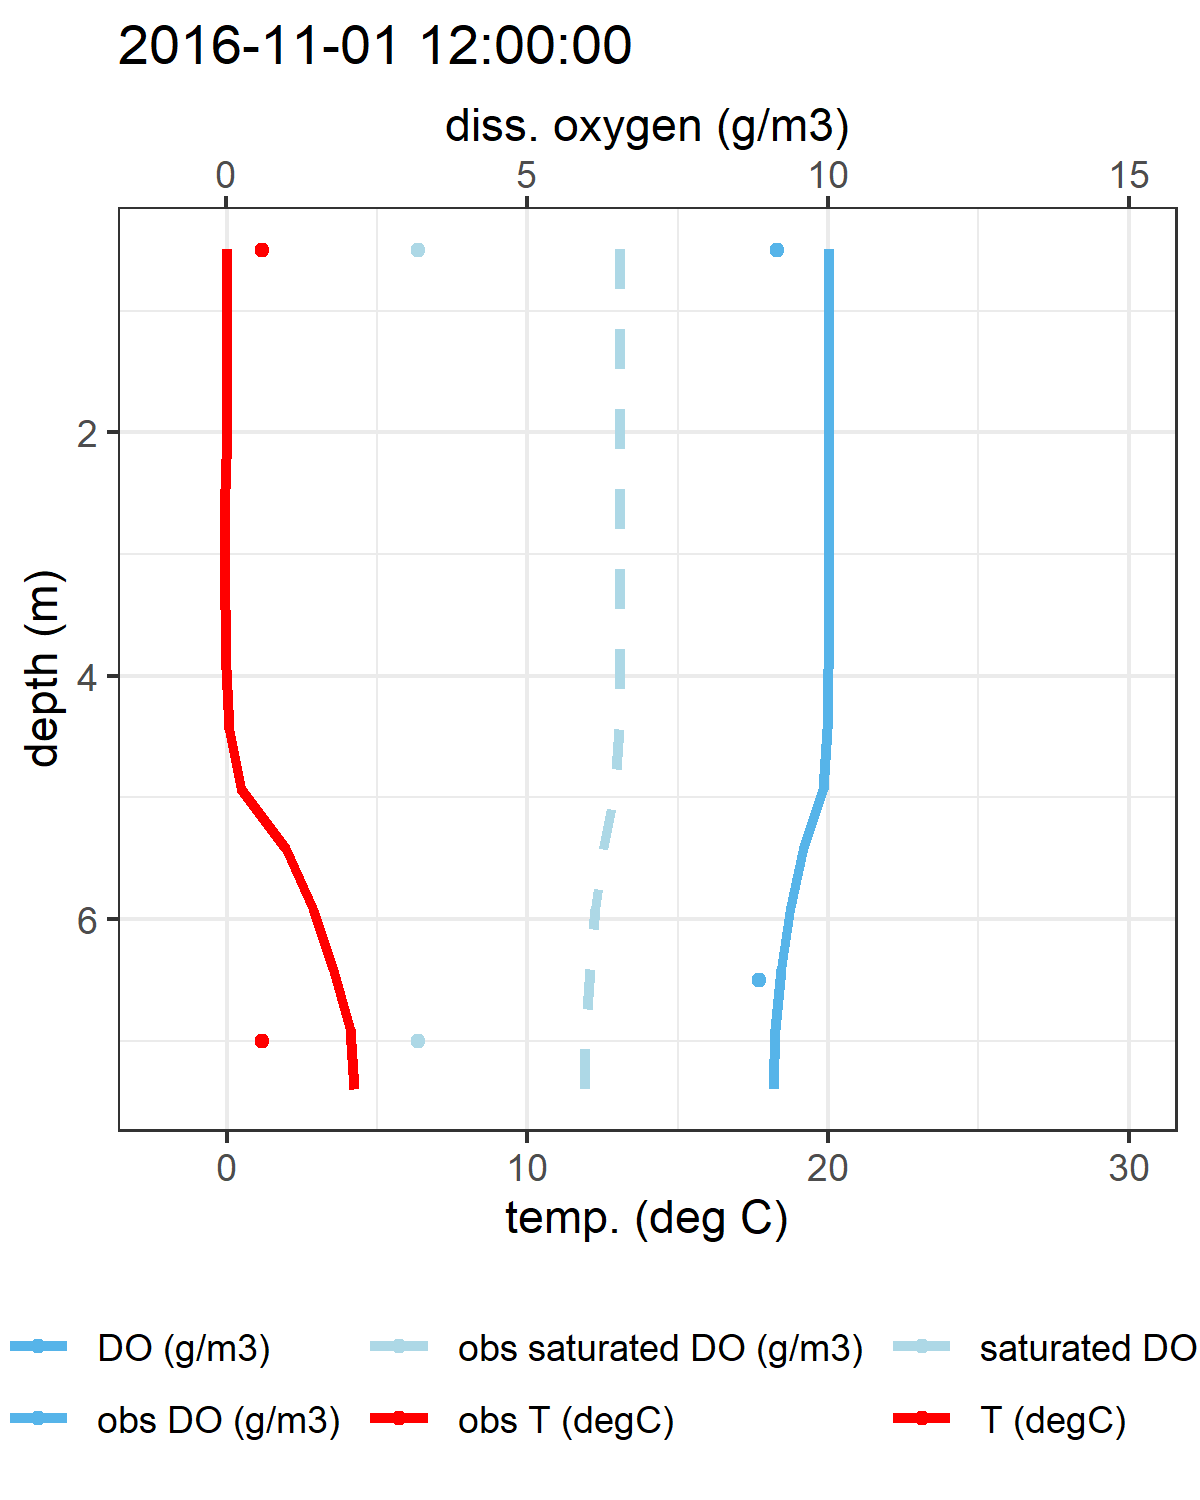 2016-11-01 12:00:00
diss. oxygen (g/m3)
0 5 10 15
2
4
6
depth (m)
0 10 20 30
temp. (deg C)
DO (g/m3) obs saturated DO (g/m3) saturated DO
obs DO (g/m3) obs T (degC) T (degC)